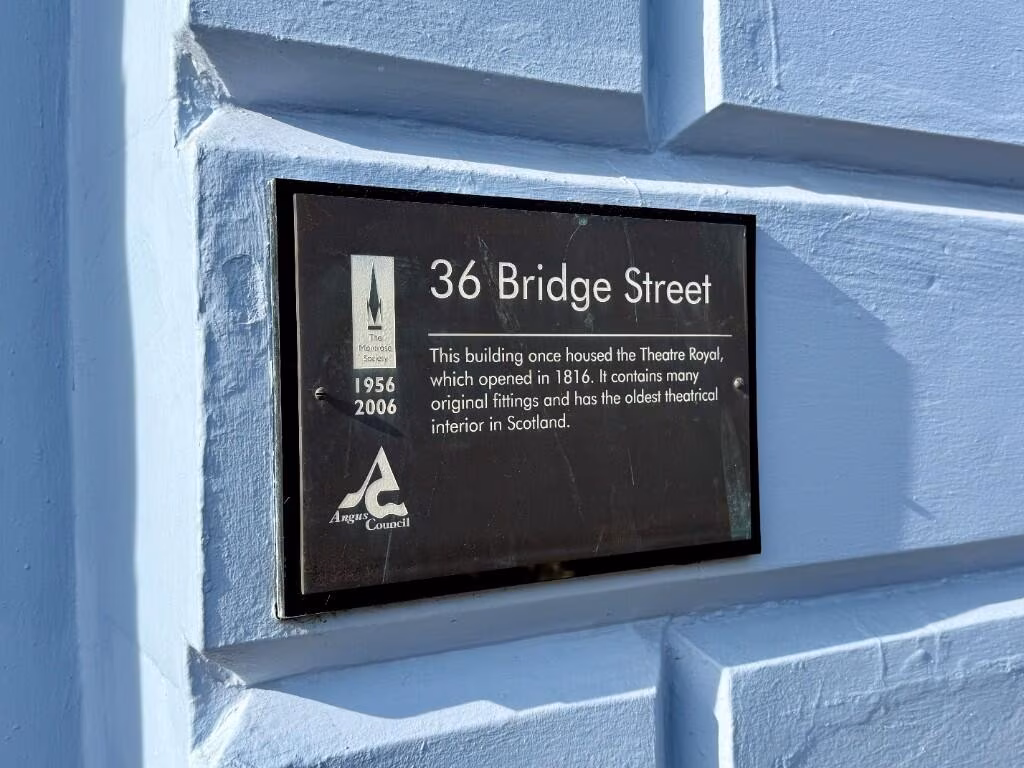 36 Bridge Street
This building once housed the Theatre Royal,
which opened in 1816. It contains many
original fittings and has the oldest theatrical
interior in Scotland.
The
Montrose
Society
1956
2006
Angus
Council